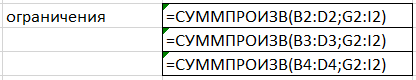 ограничения =СУММПРОИЗВ(B2:D2;G2:I2)
=СУММПРОИЗВ(B3:D3;G2:I2)
=СУММПРОИЗВ(B4:D4;G2:I2)